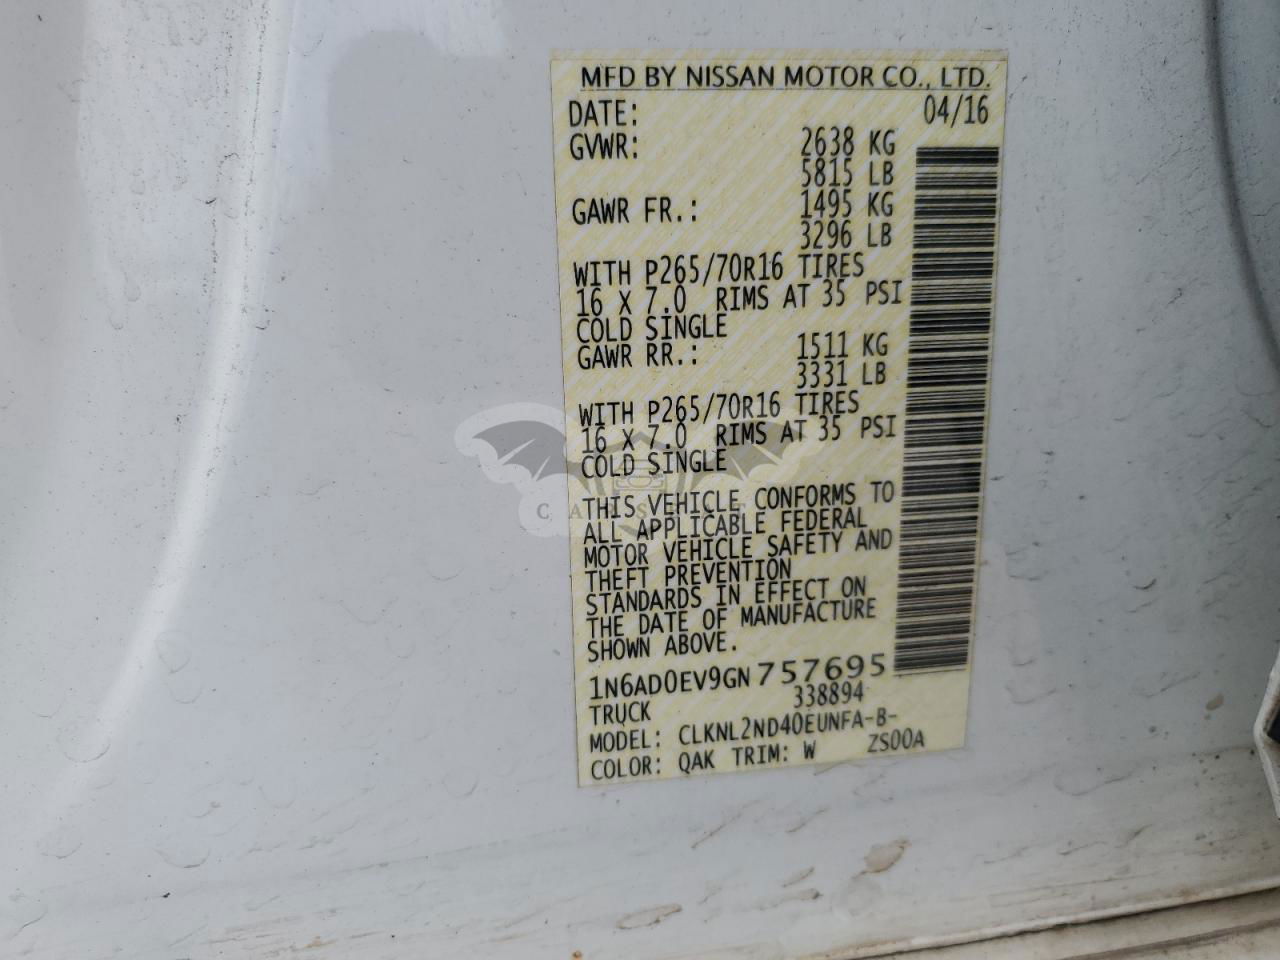 MFD BY NISSAN MOTOR CO., LTD.
DATE: 04/16
GVWR: 2638 KG
5815 LB
GAWR FR.: 1495 KG
3296 LB
WITH P265/70R16 TIRES
16 X 7.0 RIMS AT 35 PSI
COLD SINGLE
GAWR RR.: 1511 KG
3331 LB
WITH P265/70R16 TIRES
16 X 7.0 RIMS AT 35 PSI
COLD SINGLE
THIS VEHICLE CONFORMS TO
ALL APPLICABLE FEDERAL
MOTOR VEHICLE SAFETY AND
THEFT PREVENTION
STANDARDS IN EFFECT ON
THE DATE OF MANUFACTURE
SHOWN ABOVE.
1N6AD0EV9GN757695
TRUCK 338894
MODEL: CLKNL2ND40EUNFA-B-
COLOR: QAK TRIM: W ZS00A